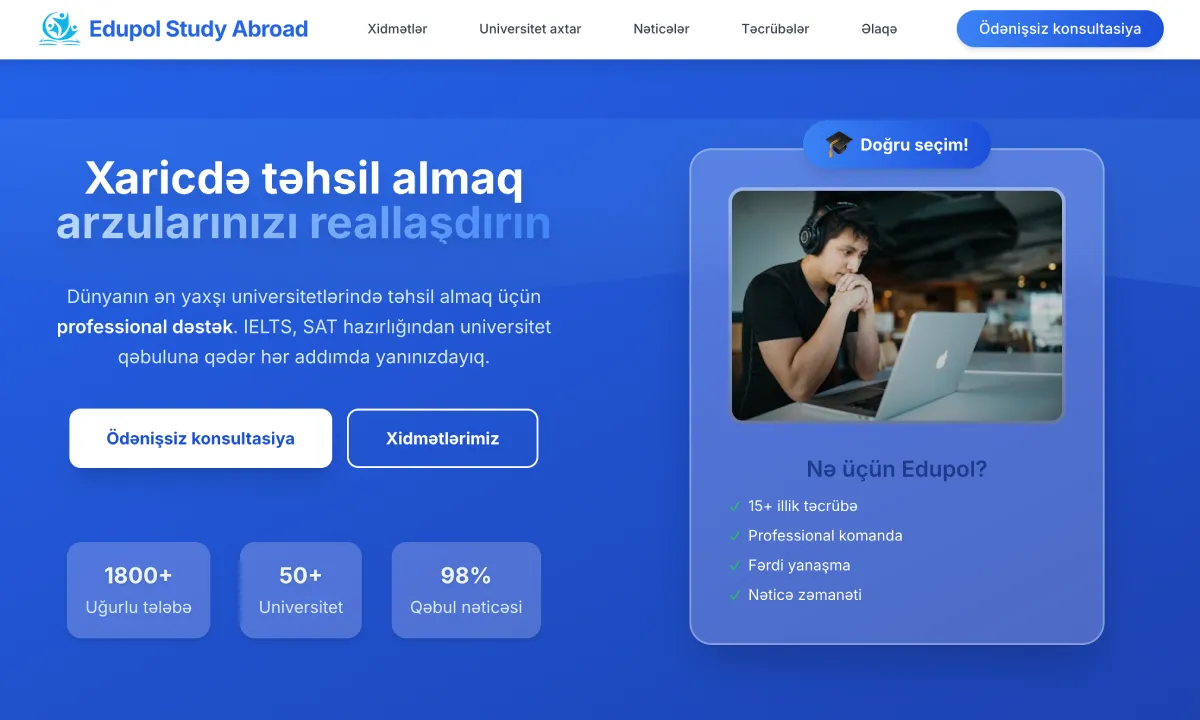 Edupol Study Abroad
Xidmətlər
Universitet axtar
Nəticələr
Təcrübələr
Əlaqə
Ödənişsiz konsultasiya
Xaricdə təhsil almaq
arzularınızı reallaşdırın
Dünyanın ən yaxşı universitetlərində təhsil almaq üçün
professional dəstək. IELTS, SAT hazırlığından universitet
qəbuluna qədər hər addımda yanınızdayıq.
Ödənişsiz konsultasiya
Xidmətlərimiz
1800+
Uğurlu tələbə
50+
Universitet
98%
Qəbul nəticəsi
🎓 Doğru seçim!
Nə üçün Edupol?
✓ 15+ illik təcrübə
✓ Professional komanda
✓ Fərdi yanaşma
✓ Nəticə zəmanəti